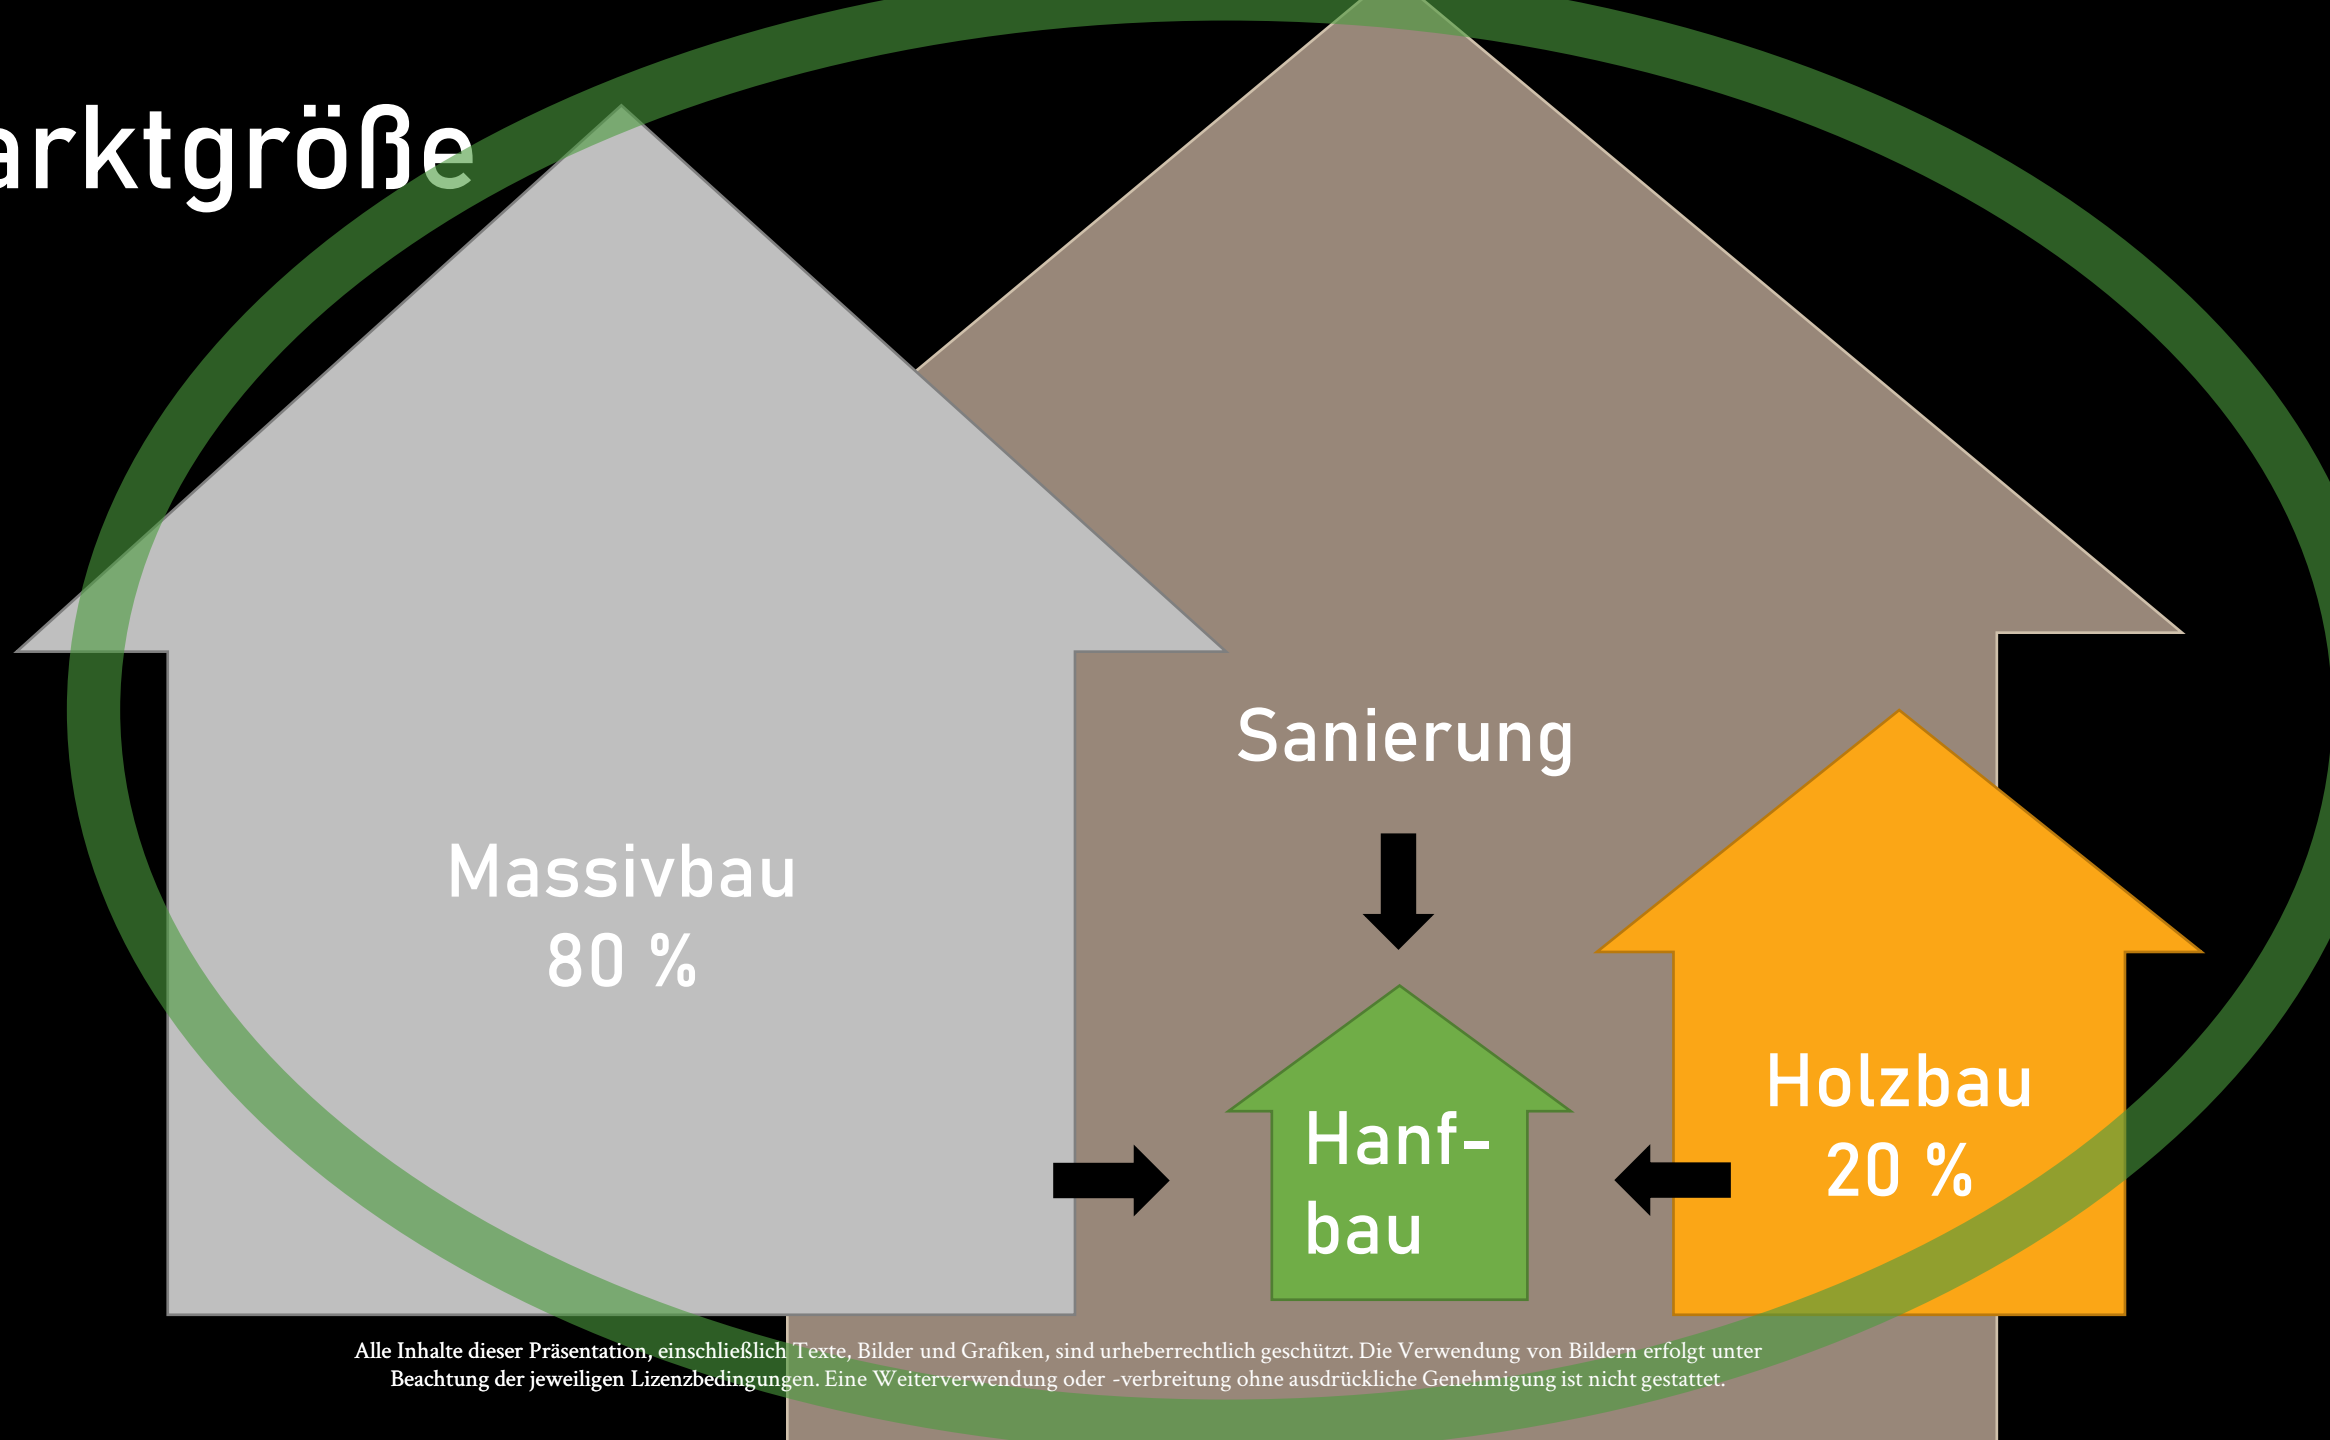 arktgröße
Sanierung
Massivbau
80 %
Holzbau
20 %
Hanf-
bau
Alle Inhalte dieser Präsentation, einschließlich Texte, Bilder und Grafiken, sind urheberrechtlich geschützt. Die Verwendung von Bildern erfolgt unter
Beachtung der jeweiligen Lizenzbedingungen. Eine Weiterverwendung oder -verbreitung ohne ausdrückliche Genehmigung ist nicht gestattet.